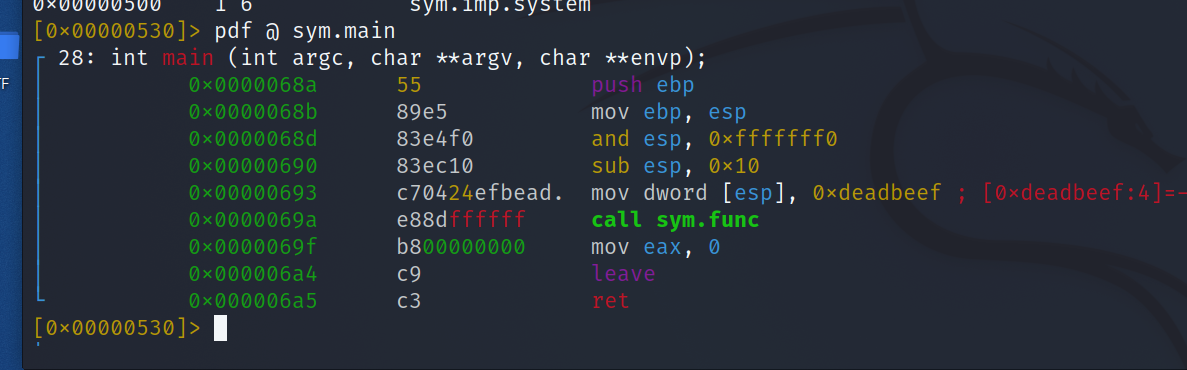 0×00000500 1 6 sym.imp.system
[0×00000530]> pdf @ sym.main
28: int main (int argc, char **argv, char **envp);
0×0000068a 55 push ebp
0×0000068b 89e5 mov ebp, esp
0×0000068d 83e4f0 and esp, 0×fffffff0
0×00000690 83ec10 sub esp, 0×10
0×00000693 c70424efbead. mov dword [esp], 0×deadbeef ; [0×deadbeef:4]=-
0×0000069a e88dffffff call sym.func
0×0000069f b800000000 mov eax, 0
0×000006a4 c9 leave
0×000006a5 c3 ret
[0×00000530]>